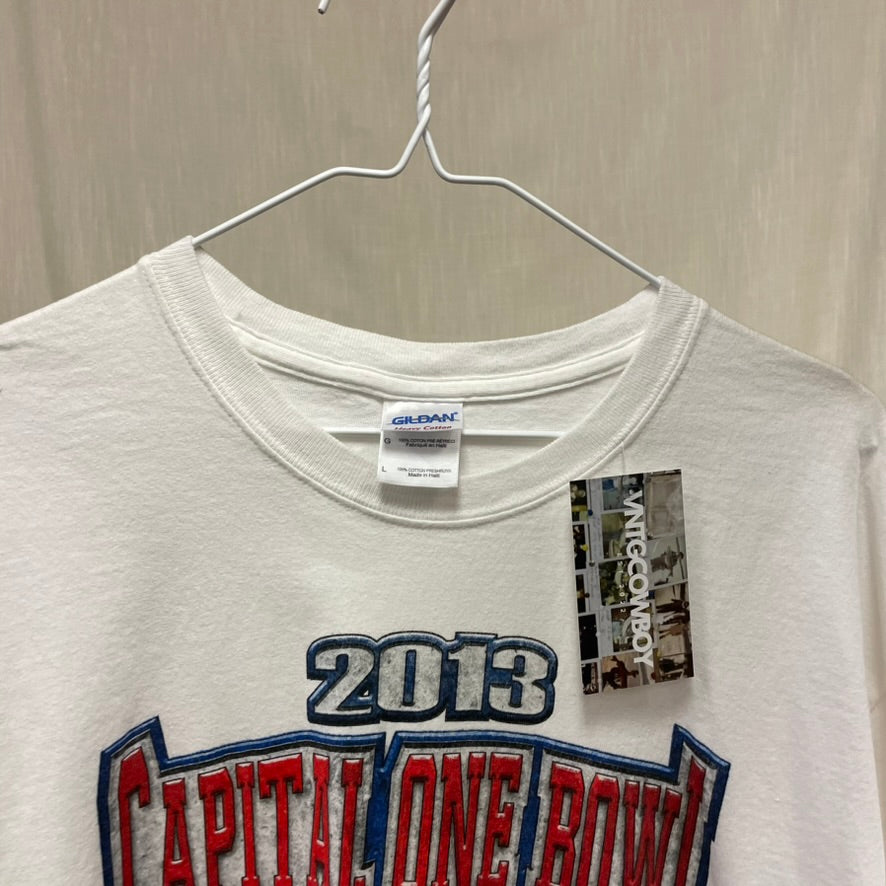 GILDAN
Heavy Cotton
G 100% COTON PRÉ-RÉTRÉCI
Fabriqué en Haïti
L 100% COTTON PRESHRUNK
Made in Haiti
VNTGCOWBOY
2013
CAPITAL ONE BOWL